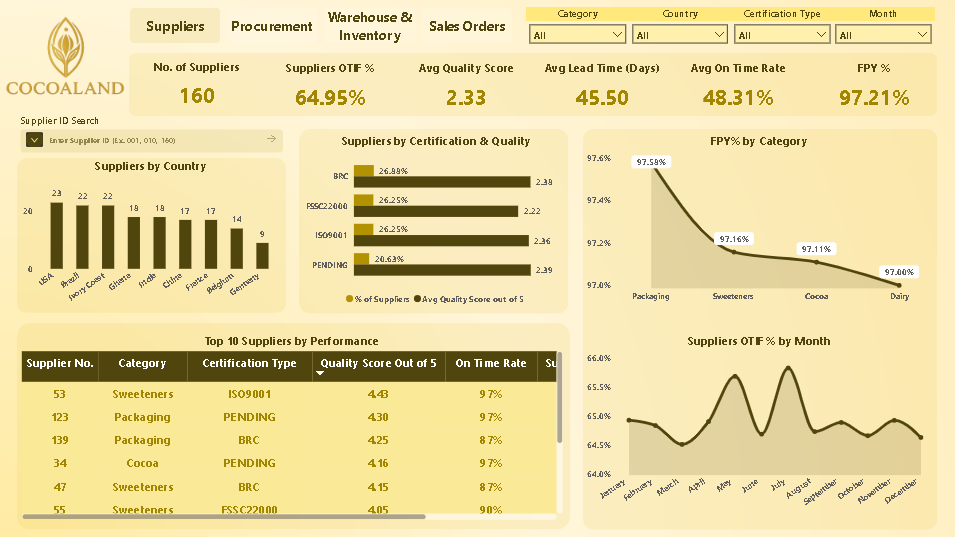 COCOALAND
Suppliers
Procurement
Warehouse &
Inventory
Sales Orders
Category
Country
Certification Type
Month
All
All
All
All
No. of Suppliers
160
Suppliers OTIF %
64.95%
Avg Quality Score
2.33
Avg Lead Time (Days)
45.50
Avg On Time Rate
48.31%
FPY %
97.21%
Supplier ID Search
Enter Supplier ID (Ex. 001, 010, 160)
Suppliers by Country
20
0
23
22
22
18
18
17
17
14
9
USA
Brazil
Ivory Coast
Ghana
India
China
France
Belgium
Germany
Suppliers by Certification & Quality
BRC
26.88%
2.38
FSSC22000
26.25%
2.22
ISO9001
26.25%
2.36
PENDING
20.63%
2.39
% of Suppliers
Avg Quality Score out of 5
FPY% by Category
97.6%
97.4%
97.2%
97.0%
97.58%
97.16%
97.11%
97.00%
Packaging
Sweeteners
Cocoa
Dairy
Top 10 Suppliers by Performance
Supplier No. Category Certification Type Quality Score Out of 5 On Time Rate Su
53 Sweeteners ISO9001 4.43 97%
123 Packaging PENDING 4.30 97%
139 Packaging BRC 4.25 87%
34 Cocoa PENDING 4.16 97%
47 Sweeteners BRC 4.15 87%
55 Sweeteners FSSC22000 4.05 90%
Suppliers OTIF % by Month
66.0%
65.5%
65.0%
64.5%
64.0%
January
February
March
April
May
June
July
August
September
October
November
December